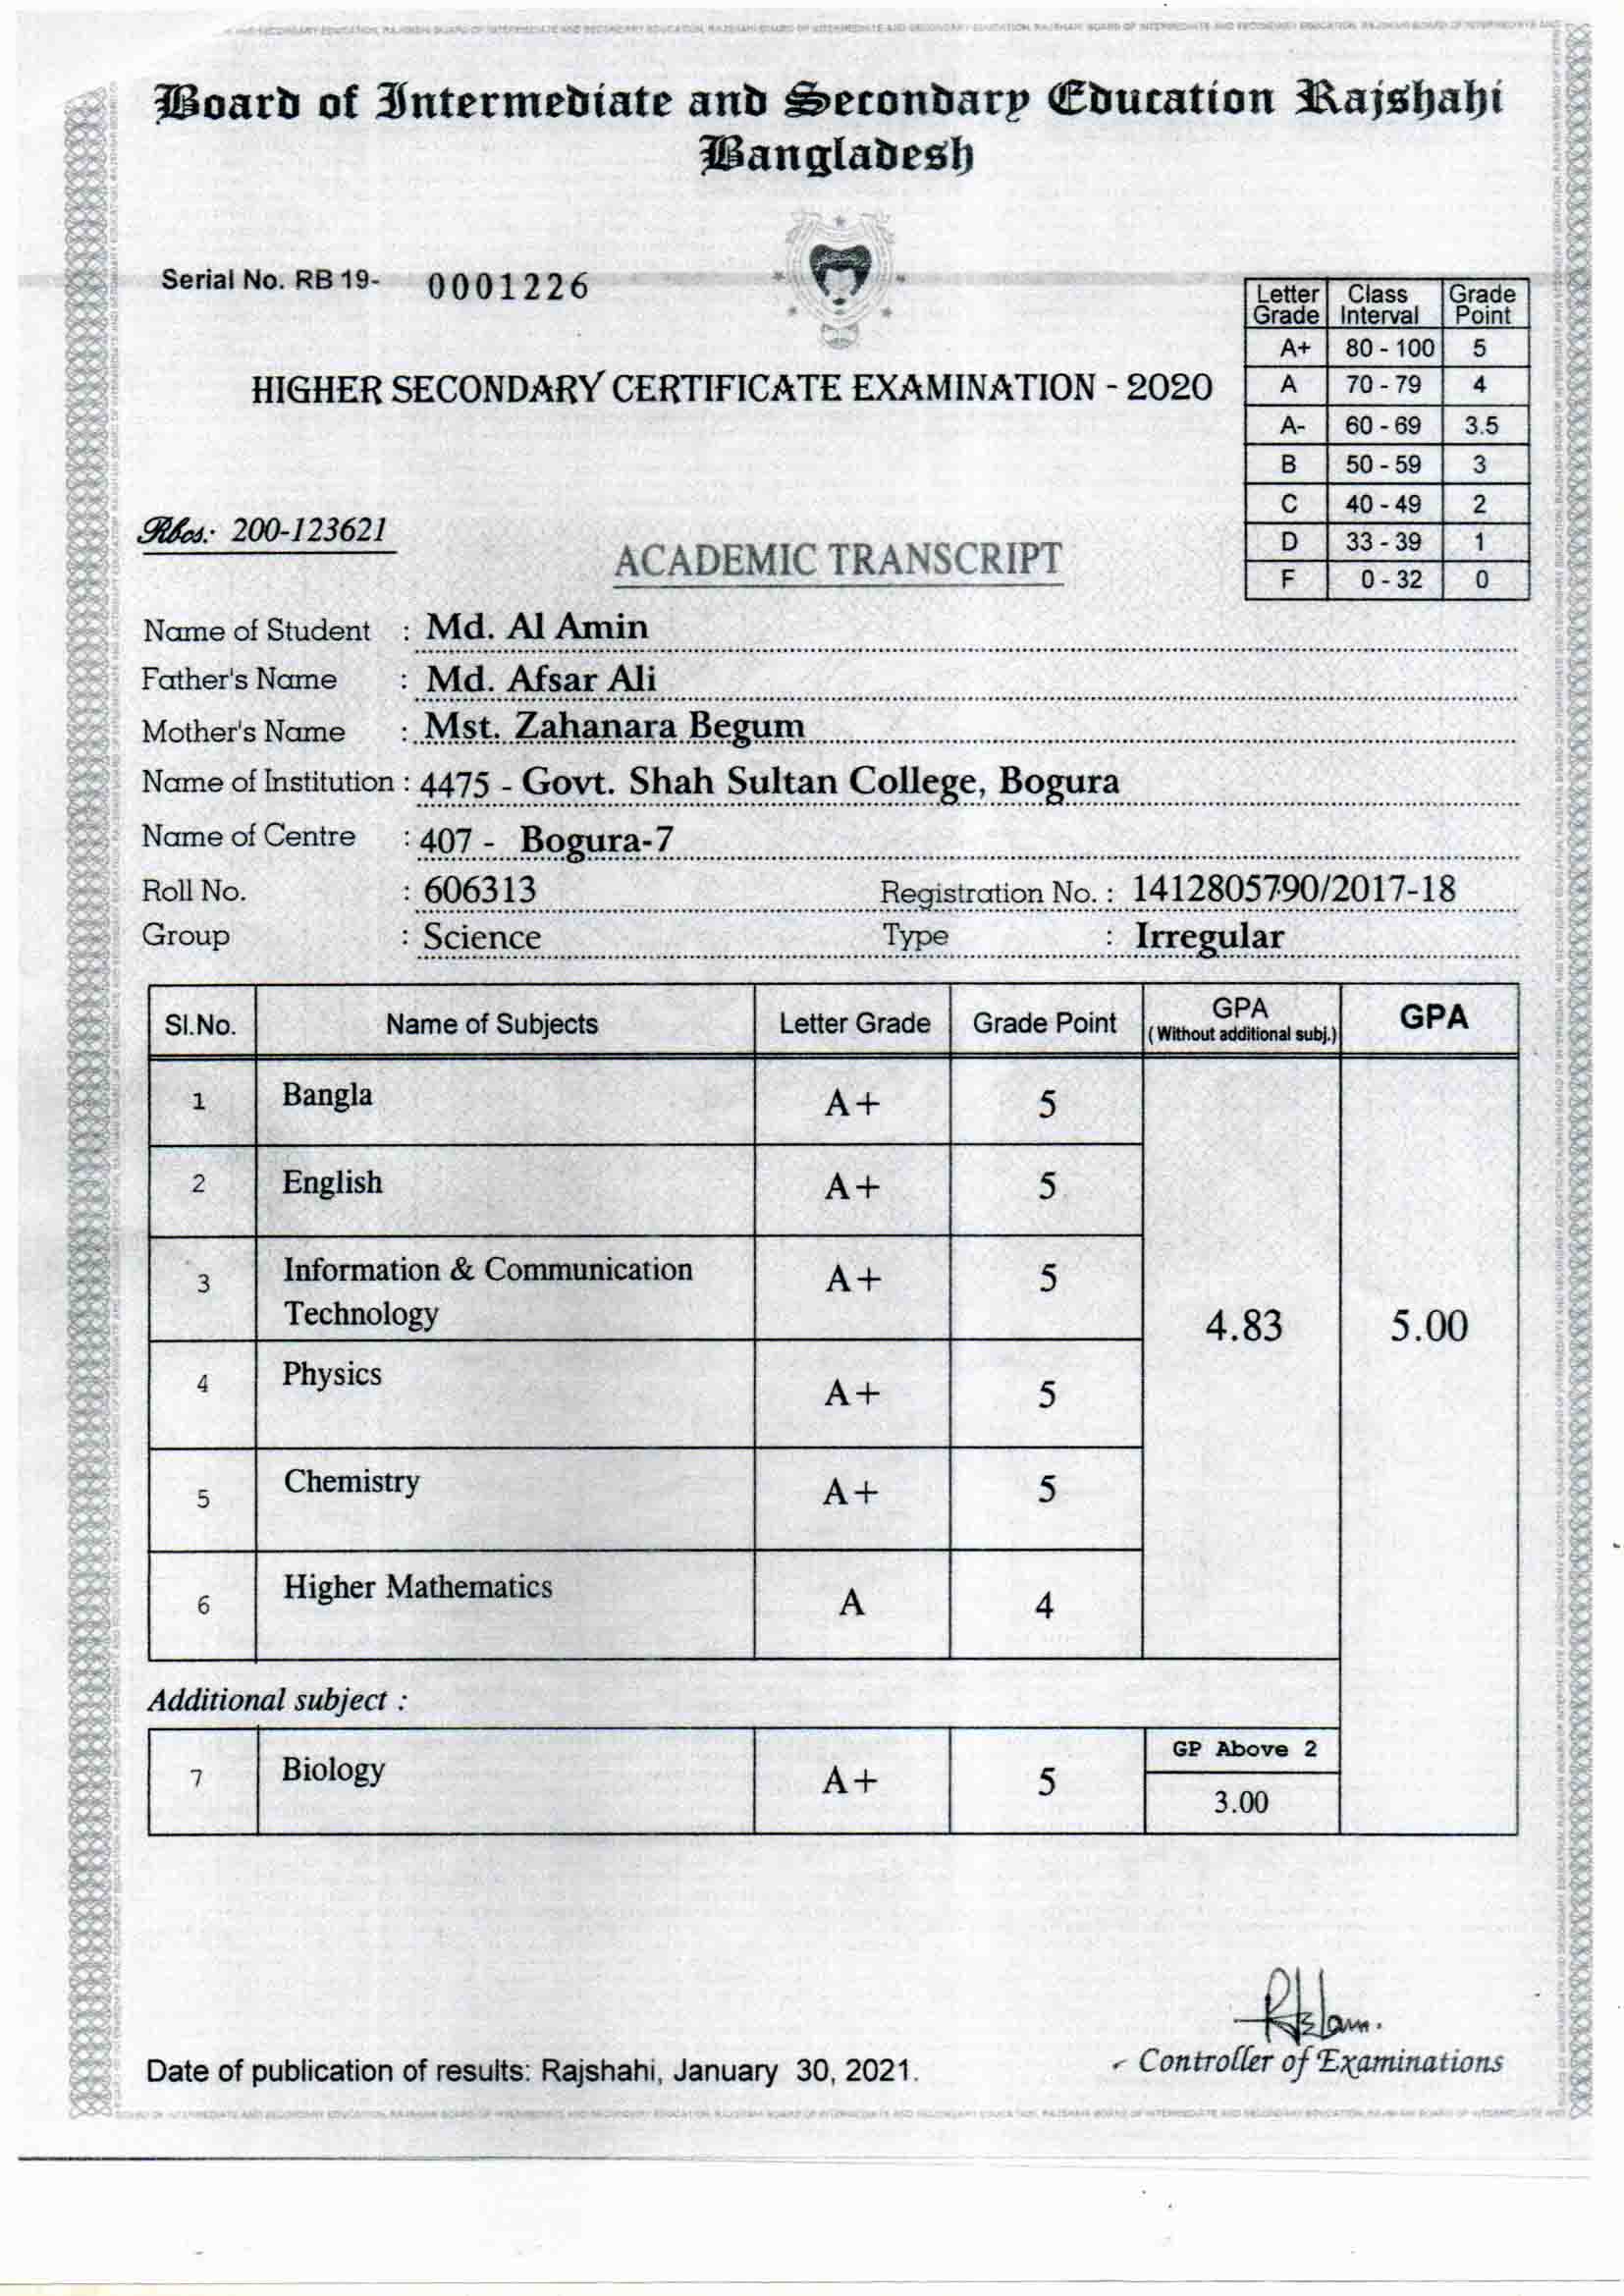 Board of Intermediate and Secondary Education Rajshahi
Bangladesh
Serial No. RB 19- 0001226
Letter Grade Class Interval Grade Point
A+ 80 - 100 5
A 70 - 79 4
A- 60 - 69 3.5
B 50 - 59 3
C 40 - 49 2
D 33 - 39 1
F 0 - 32 0
HIGHER SECONDARY CERTIFICATE EXAMINATION - 2020
Rbcs: 200-123621
ACADEMIC TRANSCRIPT
Name of Student : Md. Al Amin
Father's Name : Md. Afsar Ali
Mother's Name : Mst. Zahanara Begum
Name of Institution : 4475 - Govt. Shah Sultan College, Bogura
Name of Centre : 407 - Bogura-7
Roll No. : 606313 Registration No. : 1412805790/2017-18
Group : Science Type : Irregular
Sl.No. Name of Subjects Letter Grade Grade Point GPA (Without additional subj.) GPA
1 Bangla A+ 5
2 English A+ 5
3 Information & Communication Technology A+ 5
4.83 5.00
4 Physics A+ 5
5 Chemistry A+ 5
6 Higher Mathematics A 4
Additional subject :
7 Biology A+ 5 GP Above 2
3.00
Date of publication of results: Rajshahi, January 30, 2021.
Controller of Examinations